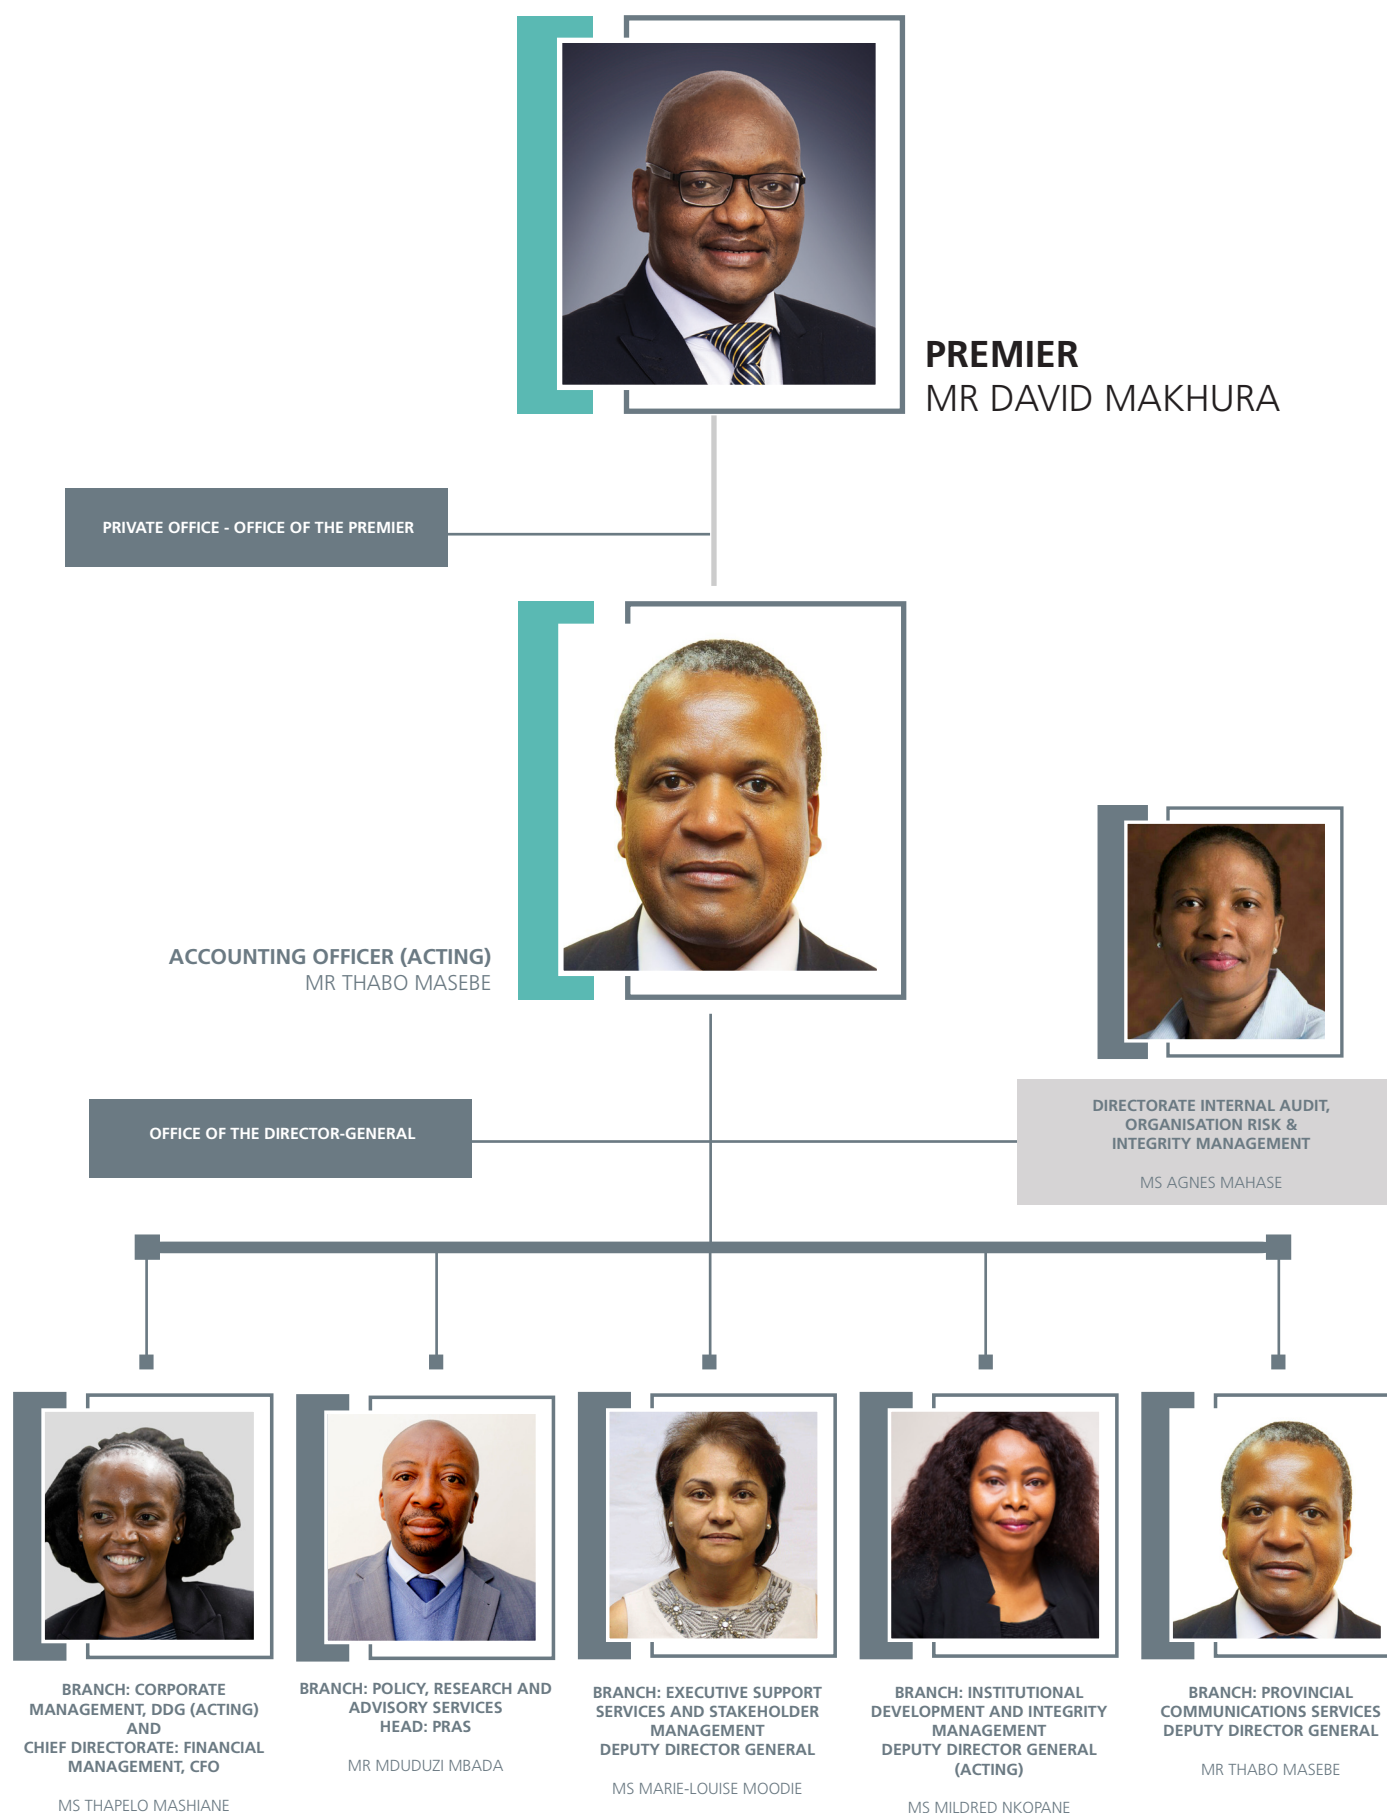 PREMIER
MR DAVID MAKHURA
PRIVATE OFFICE - OFFICE OF THE PREMIER
ACCOUNTING OFFICER (ACTING)
MR THABO MASEBE
DIRECTORATE INTERNAL AUDIT,
ORGANISATION RISK &
INTEGRITY MANAGEMENT
MS AGNES MAHASE
OFFICE OF THE DIRECTOR-GENERAL
BRANCH: CORPORATE
MANAGEMENT, DDG (ACTING)
AND
CHIEF DIRECTORATE: FINANCIAL
MANAGEMENT, CFO
MS THAPELO MASHIANE
BRANCH: POLICY, RESEARCH AND
ADVISORY SERVICES
HEAD: PRAS
MR MDUDUZI MBADA
BRANCH: EXECUTIVE SUPPORT
SERVICES AND STAKEHOLDER
MANAGEMENT
DEPUTY DIRECTOR GENERAL
MS MARIE-LOUISE MOODIE
BRANCH: INSTITUTIONAL
DEVELOPMENT AND INTEGRITY
MANAGEMENT
DEPUTY DIRECTOR GENERAL
(ACTING)
MS MILDRED NKOPANE
BRANCH: PROVINCIAL
COMMUNICATIONS SERVICES
DEPUTY DIRECTOR GENERAL
MR THABO MASEBE